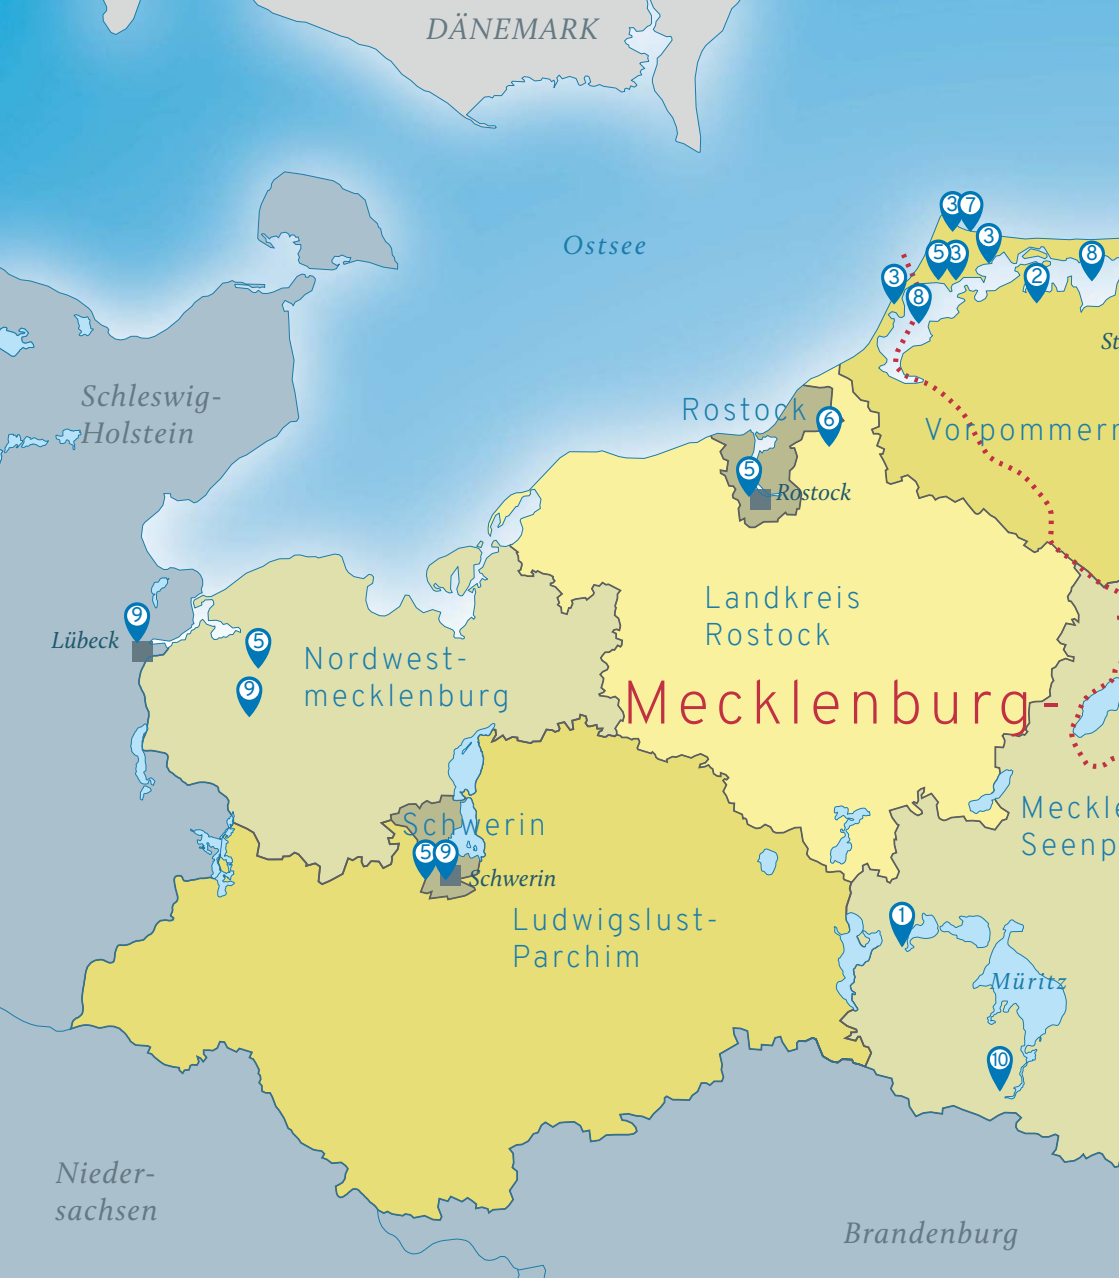 DÄNEMARK
3
7
Ostsee
3
5
3
8
3
2
8
St
Schleswig-
Holstein
Rostock
6
Vorpommern
5
Rostock
Landkreis
Rostock
9
Lübeck
5
Nordwest-
mecklenburg
9
Mecklenburg-
Meckle
Seenp
Schwerin
5
9
Schwerin
Ludwigslust-
Parchim
1
Müritz
10
Nieder-
sachsen
Brandenburg